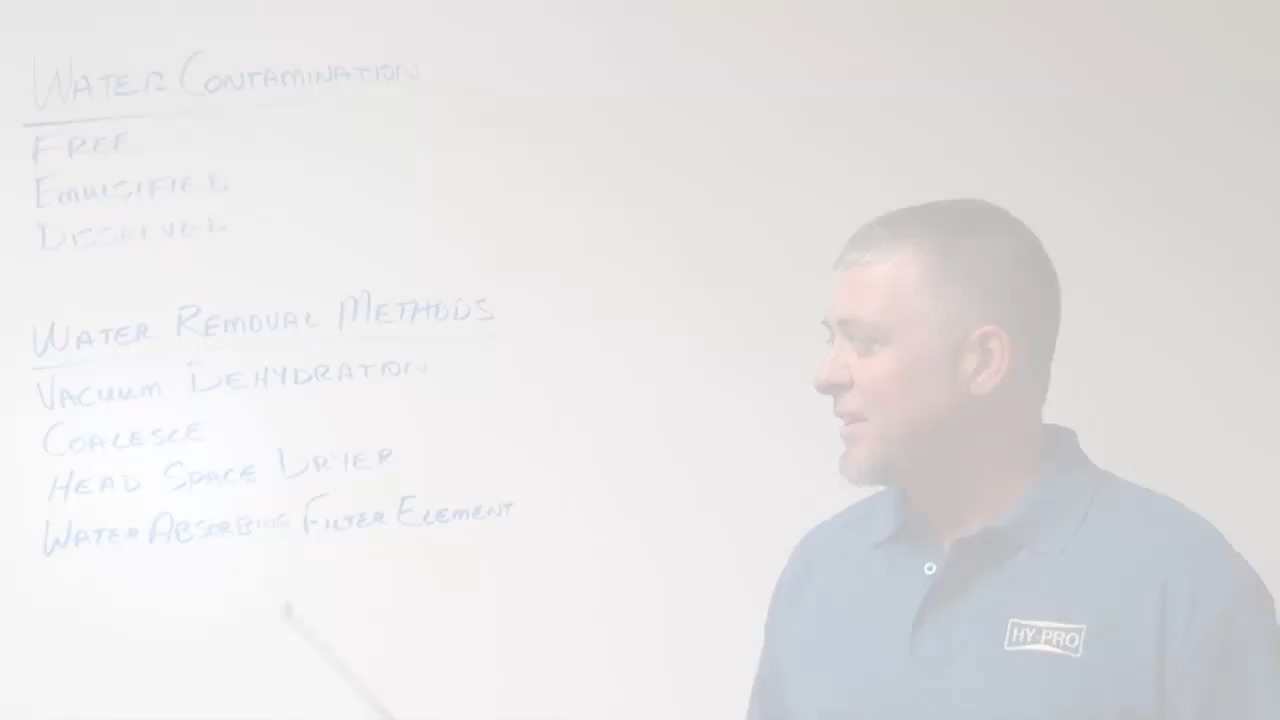 WATER CONTAMINATION
FREE
EMULSIFIED
DISSOLVED
WATER REMOVAL METHODS
VACUUM DEHYDRATION
COALESCE
HEAD SPACE DRYER
WATER ABSORBING FILTER ELEMENT
HY-PRO